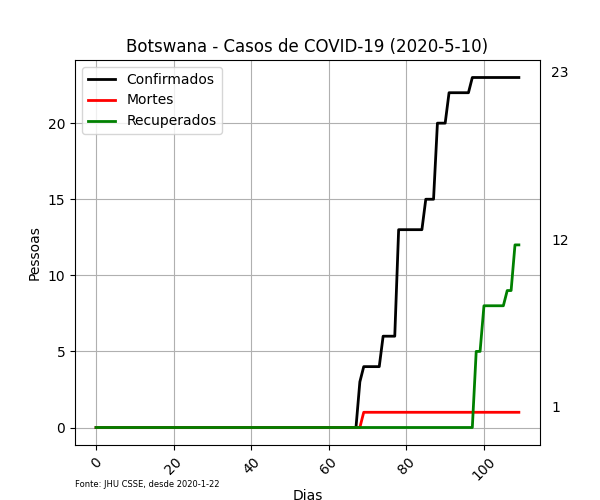 Botswana - Casos de COVID-19 (2020-5-10)
Confirmados
Mortes
Recuperados
23
12
1
20
15
10
5
0
Pessoas
0 20 40 60 80 100
Dias
Fonte: JHU CSSE, desde 2020-1-22